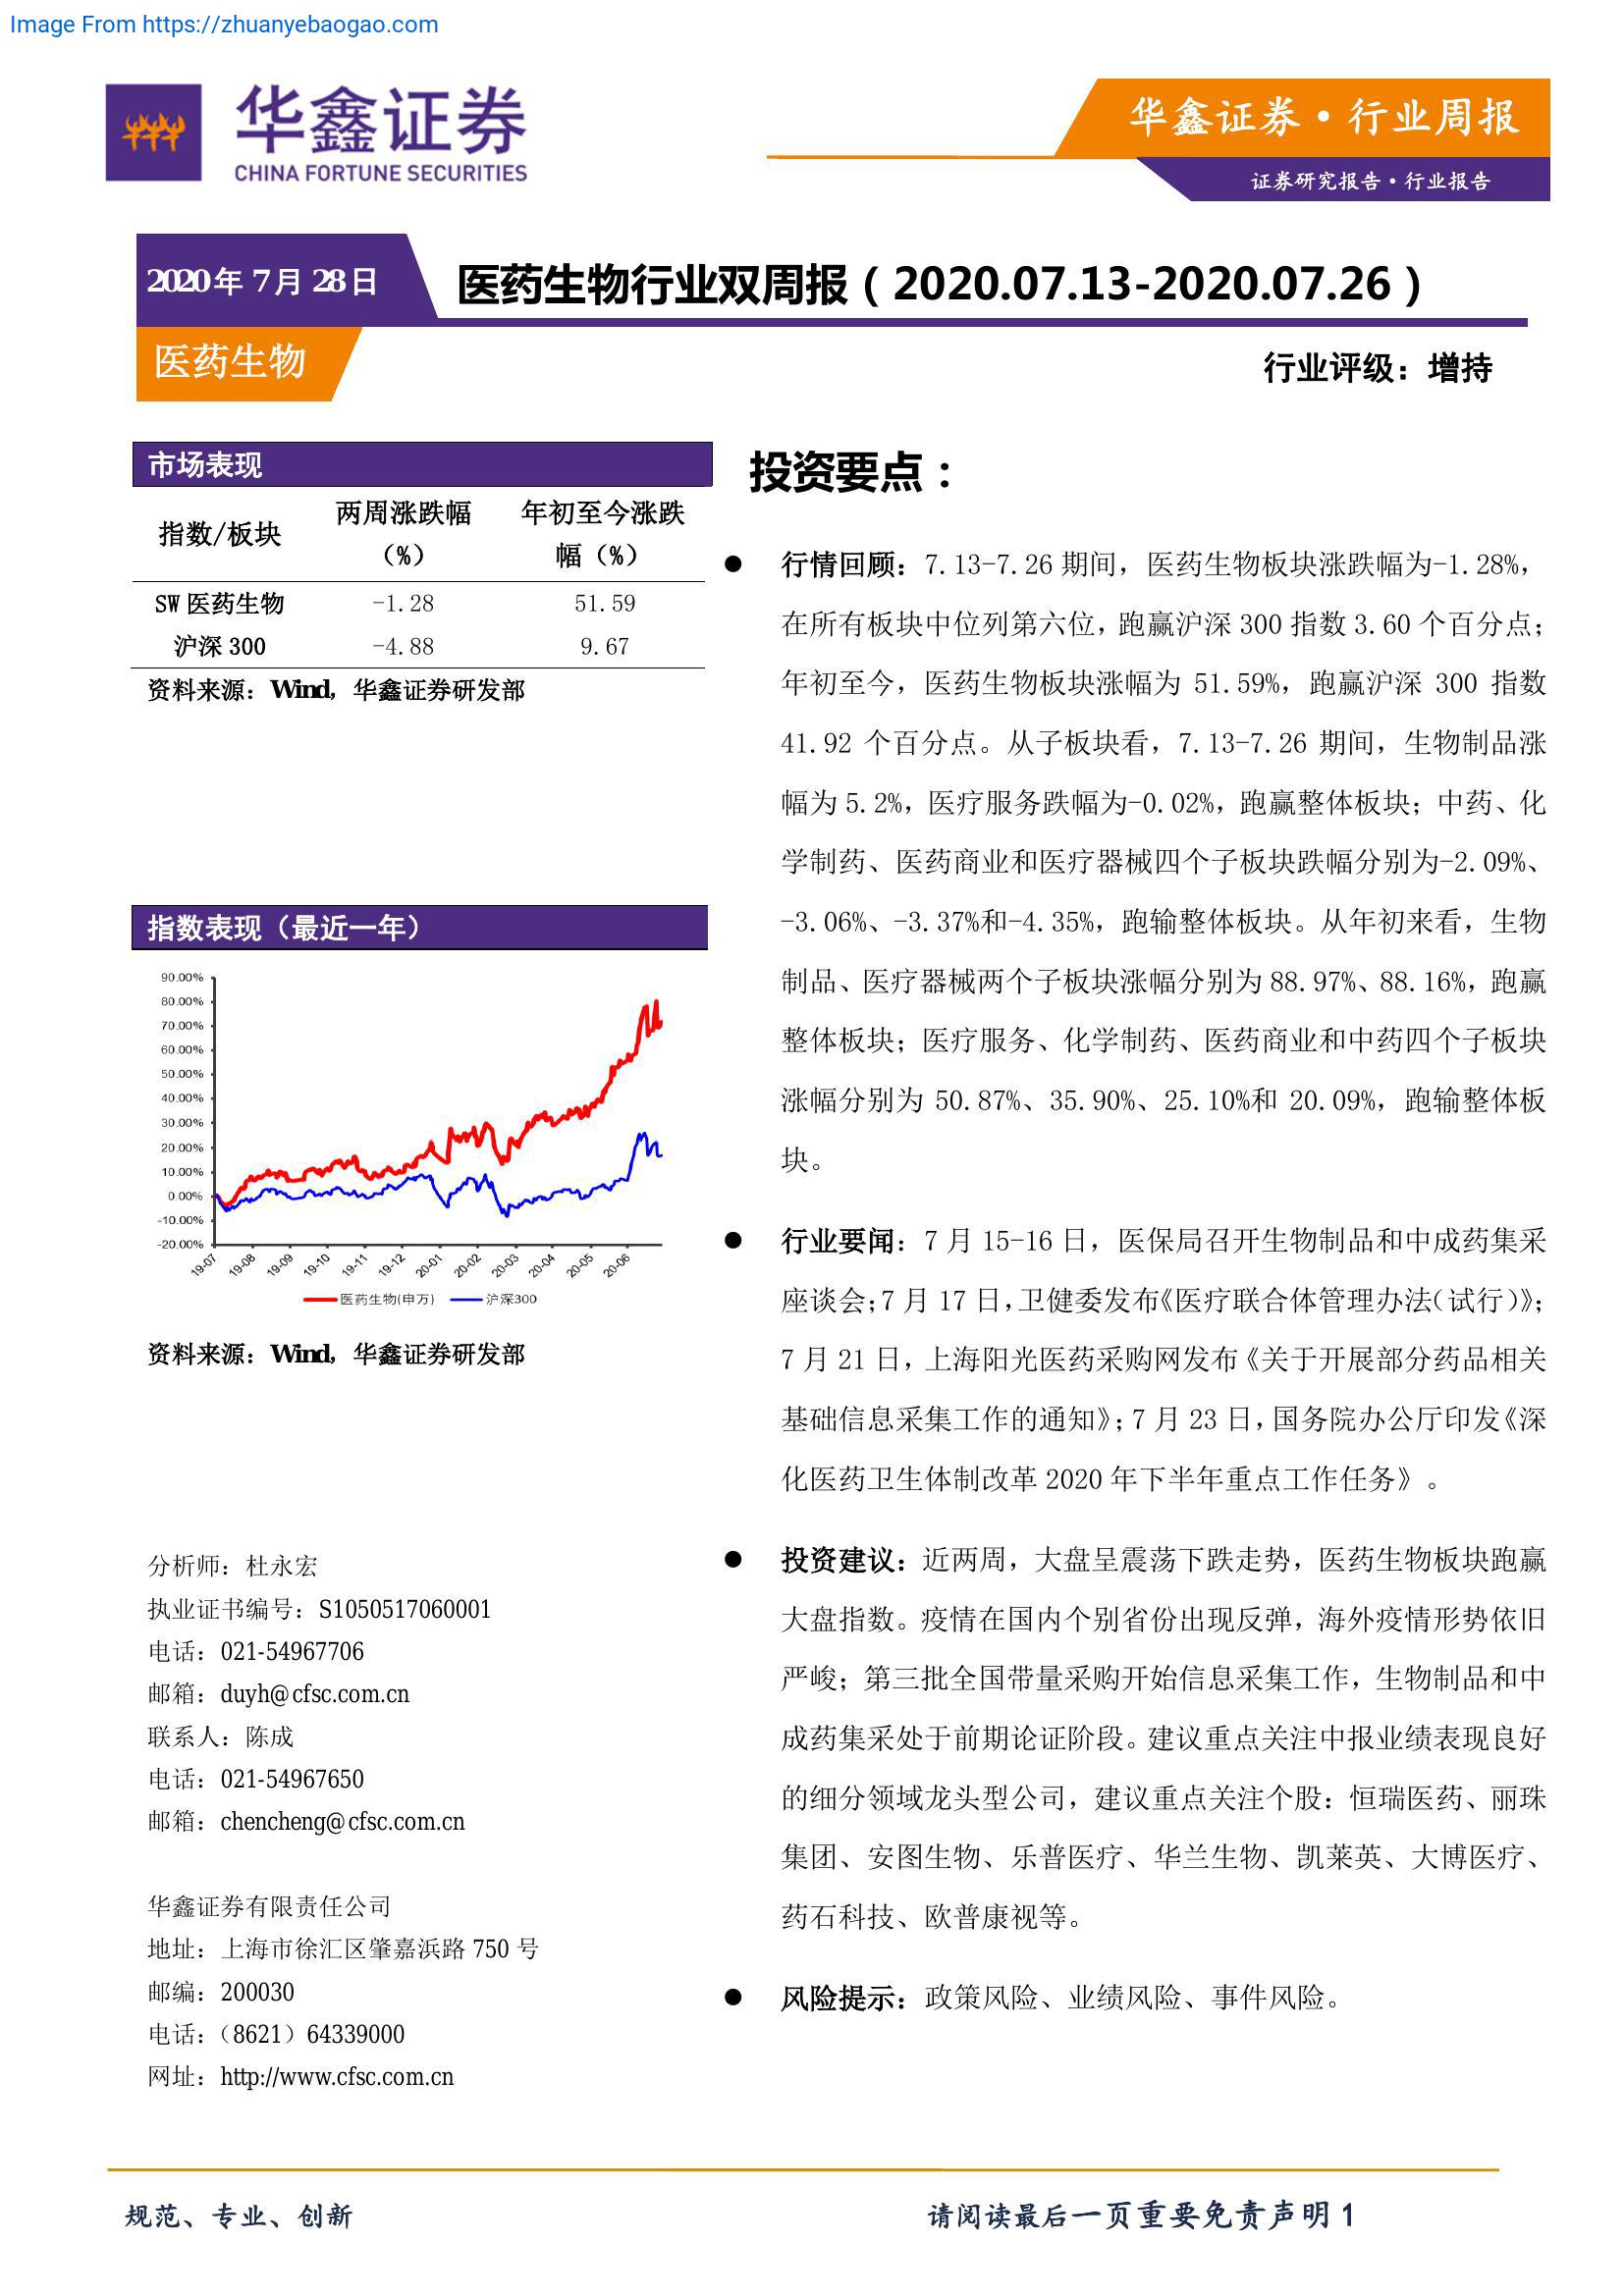 Image From https://zhuanyebaogao.com
华鑫证券
CHINA FORTUNE SECURITIES
华鑫证券·行业周报
证券研究报告·行业报告
2020年7月28日
医药生物行业双周报（2020.07.13-2020.07.26）
医药生物
行业评级：增持
市场表现
指数/板块 两周涨跌幅（%） 年初至今涨跌幅（%）
SW 医药生物 -1.28 51.59
沪深 300 -4.88 9.67
资料来源：Wind，华鑫证券研发部
指数表现（最近一年）
90.00%
80.00%
70.00%
60.00%
50.00%
40.00%
30.00%
20.00%
10.00%
0.00%
-10.00%
-20.00%
19-07 19-08 19-09 19-10 19-11 19-12 20-01 20-02 20-03 20-04 20-05 20-06
医药生物(申万) 沪深300
资料来源：Wind，华鑫证券研发部
分析师：杜永宏
执业证书编号：S1050517060001
电话：021-54967706
邮箱：duyh@cfsc.com.cn
联系人：陈成
电话：021-54967650
邮箱：chencheng@cfsc.com.cn
华鑫证券有限责任公司
地址：上海市徐汇区肇嘉浜路 750 号
邮编：200030
电话：（8621）64339000
网址：http://www.cfsc.com.cn
投资要点：
● 行情回顾：7.13-7.26 期间，医药生物板块涨跌幅为-1.28%，
在所有板块中位列第六位，跑赢沪深 300 指数 3.60 个百分点；
年初至今，医药生物板块涨幅为 51.59%，跑赢沪深 300 指数
41.92 个百分点。从子板块看，7.13-7.26 期间，生物制品涨
幅为 5.2%，医疗服务跌幅为-0.02%，跑赢整体板块；中药、化
学制药、医药商业和医疗器械四个子板块跌幅分别为-2.09%、
-3.06%、-3.37%和-4.35%，跑输整体板块。从年初来看，生物
制品、医疗器械两个子板块涨幅分别为 88.97%、88.16%，跑赢
整体板块；医疗服务、化学制药、医药商业和中药四个子板块
涨幅分别为 50.87%、35.90%、25.10%和 20.09%，跑输整体板
块。
● 行业要闻：7 月 15-16 日，医保局召开生物制品和中成药集采
座谈会；7 月 17 日，卫健委发布《医疗联合体管理办法（试行）》；
7 月 21 日，上海阳光医药采购网发布《关于开展部分药品相关
基础信息采集工作的通知》；7 月 23 日，国务院办公厅印发《深
化医药卫生体制改革 2020 年下半年重点工作任务》。
● 投资建议：近两周，大盘呈震荡下跌走势，医药生物板块跑赢
大盘指数。疫情在国内个别省份出现反弹，海外疫情形势依旧
严峻；第三批全国带量采购开始信息采集工作，生物制品和中
成药集采处于前期论证阶段。建议重点关注中报业绩表现良好
的细分领域龙头型公司，建议重点关注个股：恒瑞医药、丽珠
集团、安图生物、乐普医疗、华兰生物、凯莱英、大博医疗、
药石科技、欧普康视等。
● 风险提示：政策风险、业绩风险、事件风险。
规范、专业、创新
请阅读最后一页重要免责声明 1